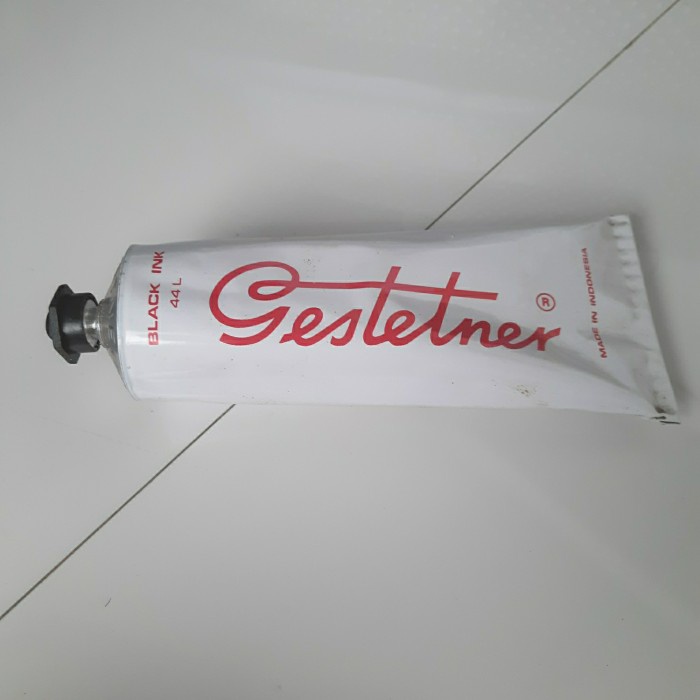 BLACK INK
44 L
Gestetner
®
MADE IN INDONESIA